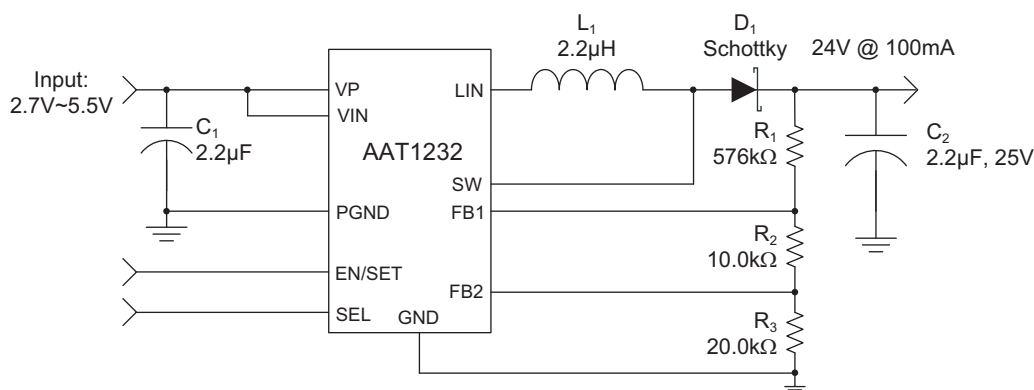 Input:
2.7V~5.5V
C₁
2.2μF
VP
VIN
AAT1232
LIN
SW
PGND
FB1
EN/SET
FB2
SEL
GND
L₁
2.2μH
D₁
Schottky
24V @ 100mA
R₁
576kΩ
C₂
2.2μF, 25V
R₂
10.0kΩ
R₃
20.0kΩ